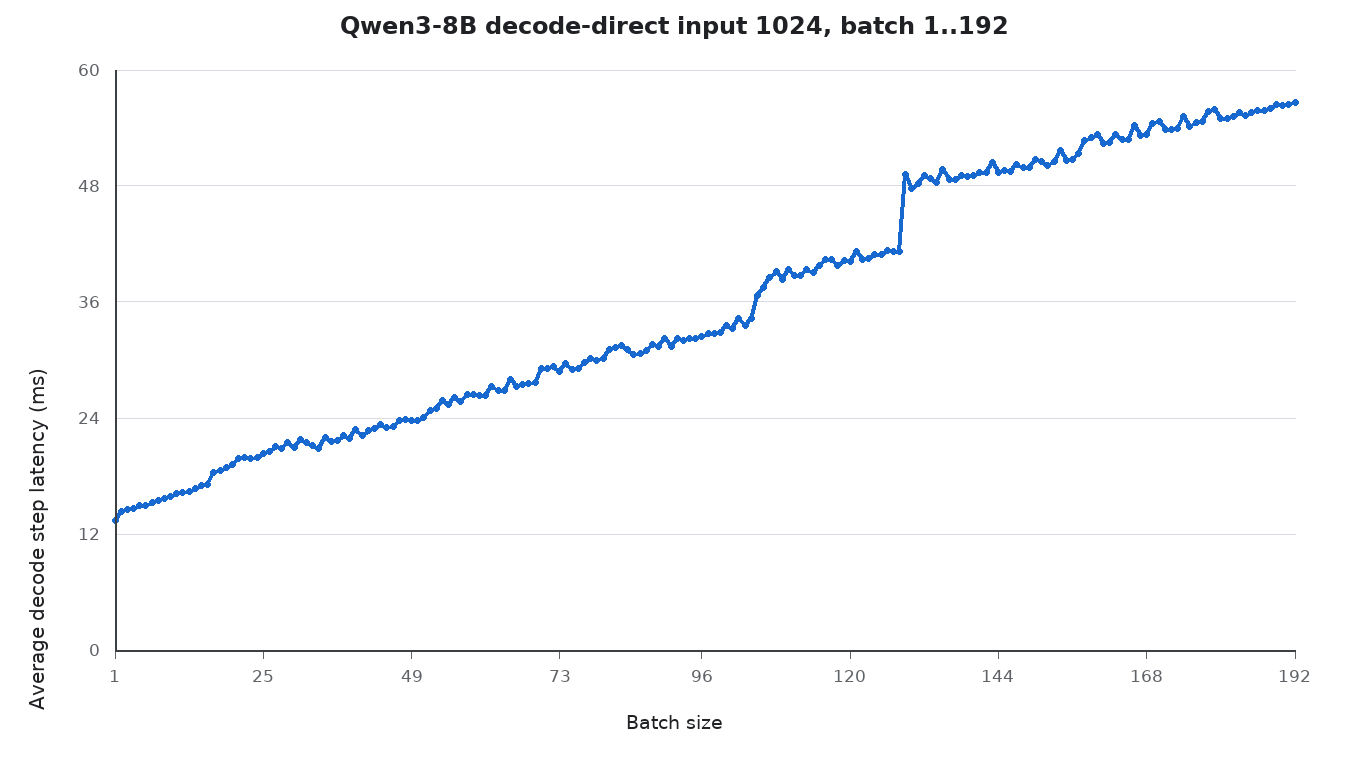 Qwen3-8B decode-direct input 1024, batch 1..192
60
48
36
24
12
0
Average decode step latency (ms)
1 25 49 73 96 120 144 168 192
Batch size